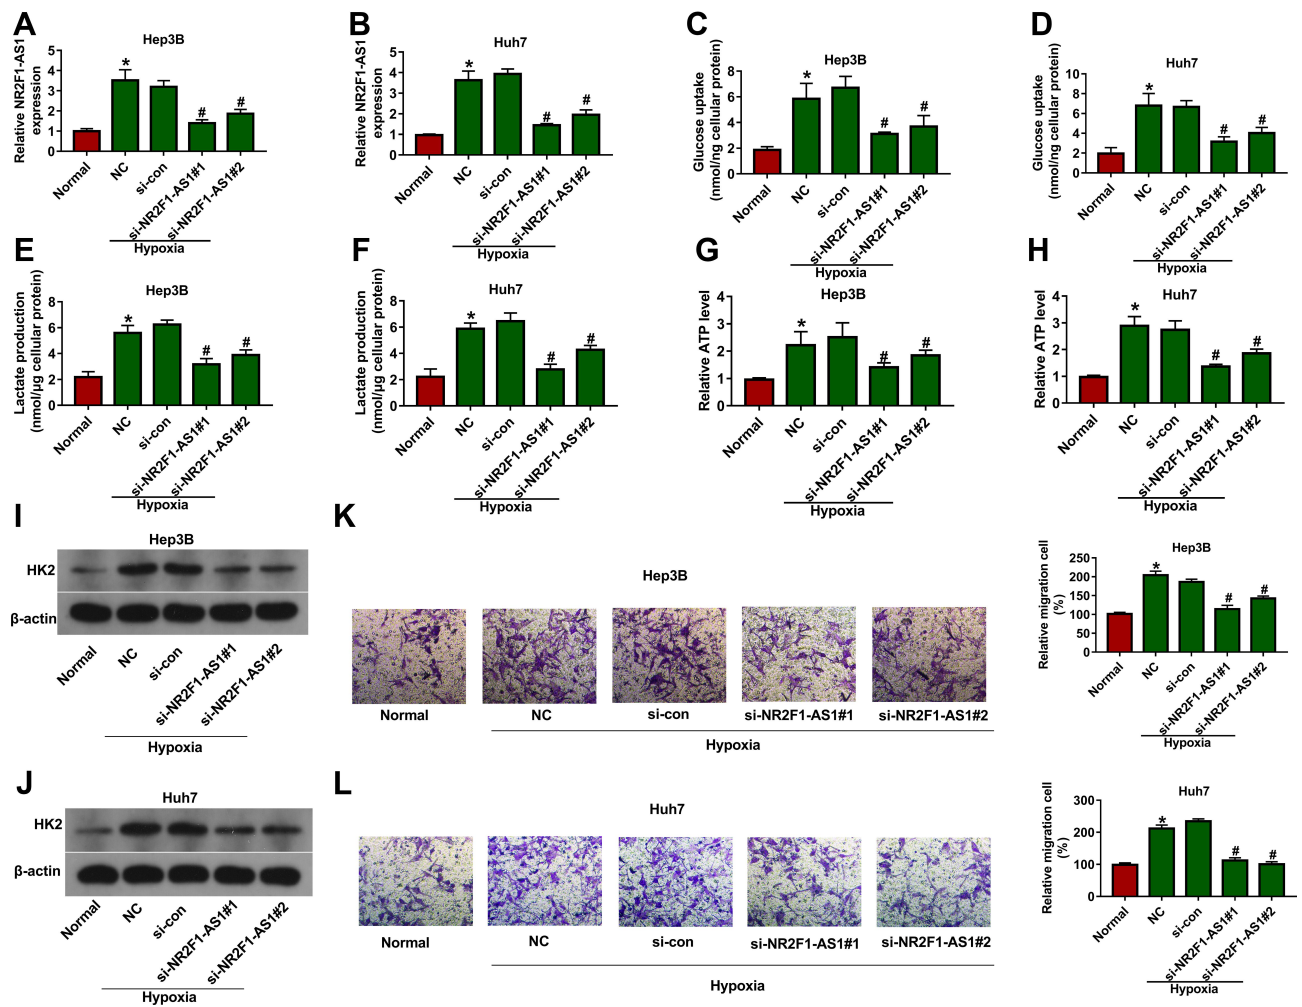 A
Hep3B
Relative NR2F1-AS1
expression
5
4
3
2
1
0
*
#
#
Normal
NC
si-con
si-NR2F1-AS1#1
si-NR2F1-AS1#2
Hypoxia
B
Huh7
Relative NR2F1-AS1
expression
5
4
3
2
1
0
*
#
#
Normal
NC
si-con
si-NR2F1-AS1#1
si-NR2F1-AS1#2
Hypoxia
C
Hep3B
Glucose uptake
(nmol/ng cellular protein)
8
6
4
2
0
*
#
#
Normal
NC
si-con
si-NR2F1-AS1#1
si-NR2F1-AS1#2
Hypoxia
D
Huh7
Glucose uptake
(nmol/ng cellular protein)
10
8
6
4
2
0
*
#
#
Normal
NC
si-con
si-NR2F1-AS1#1
si-NR2F1-AS1#2
Hypoxia
E
Hep3B
Lactate production
(nmol/µg cellular protein)
8
6
4
2
0
*
#
#
Normal
NC
si-con
si-NR2F1-AS1#1
si-NR2F1-AS1#2
Hypoxia
F
Huh7
Lactate production
(nmol/µg cellular protein)
8
6
4
2
0
*
#
#
Normal
NC
si-con
si-NR2F1-AS1#1
si-NR2F1-AS1#2
Hypoxia
G
Hep3B
Relative ATP level
4
3
2
1
0
*
#
#
Normal
NC
si-con
si-NR2F1-AS1#1
si-NR2F1-AS1#2
Hypoxia
H
Huh7
Relative ATP level
4
3
2
1
0
*
#
#
Normal
NC
si-con
si-NR2F1-AS1#1
si-NR2F1-AS1#2
Hypoxia
I
Hep3B
HK2
β-actin
Normal
NC
si-con
si-NR2F1-AS1#1
si-NR2F1-AS1#2
Hypoxia
K
Hep3B
Normal
NC
si-con
si-NR2F1-AS1#1
si-NR2F1-AS1#2
Hypoxia
Hep3B
Relative migration cell
(%)
250
200
150
100
50
0
*
#
#
Normal
NC
si-con
si-NR2F1-AS1#1
si-NR2F1-AS1#2
Hypoxia
J
Huh7
HK2
β-actin
Normal
NC
si-con
si-NR2F1-AS1#1
si-NR2F1-AS1#2
Hypoxia
L
Huh7
Normal
NC
si-con
si-NR2F1-AS1#1
si-NR2F1-AS1#2
Hypoxia
Huh7
Relative migration cell
(%)
300
200
100
0
*
#
#
Normal
NC
si-con
si-NR2F1-AS1#1
si-NR2F1-AS1#2
Hypoxia